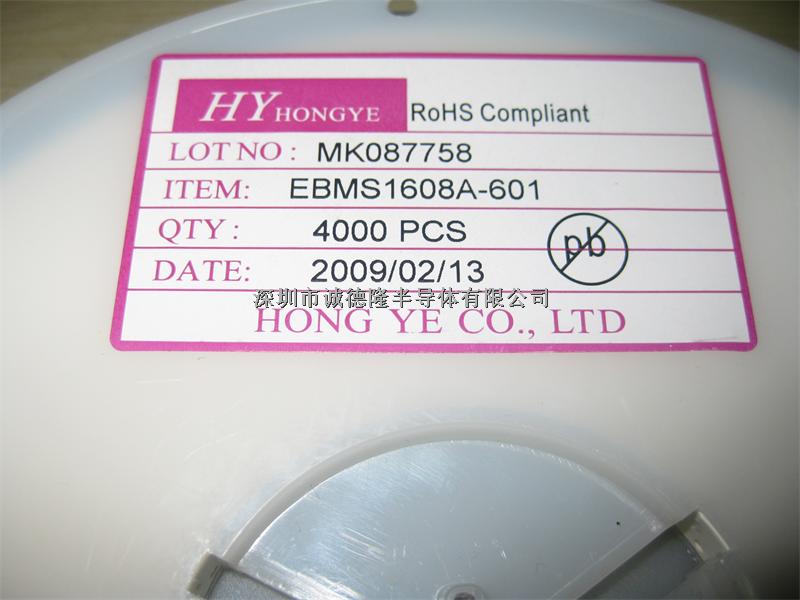 HY HONGYE RoHS Compliant
LOT NO : MK087758
ITEM: EBMS1608A-601
QTY : 4000 PCS
pb
DATE: 2009/02/13
深圳市诚德隆半导体有限公司
HONG YE CO., LTD